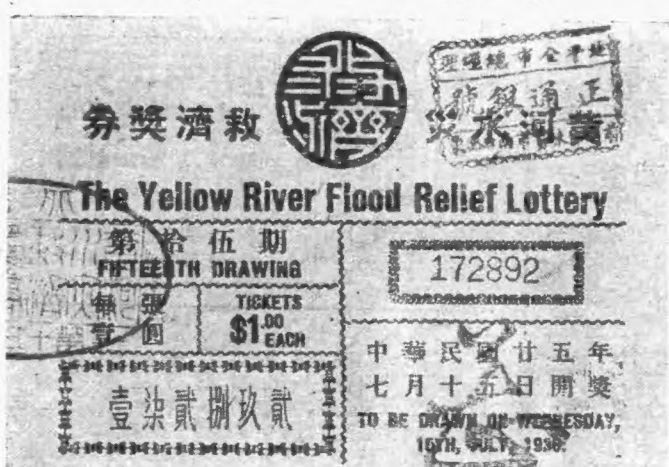 黄河水災
救濟獎券
正通銀號
The Yellow River Flood Relief Lottery
第拾伍期
FIFTEENTH DRAWING
172892
每張
壹圓
TICKETS
$1.00
EACH
中華民國廿五年
七月十五日開獎
TO BE DRAWN ON WEDNESDAY,
15TH, JULY, 1936.
壹柒貳捌玖貳